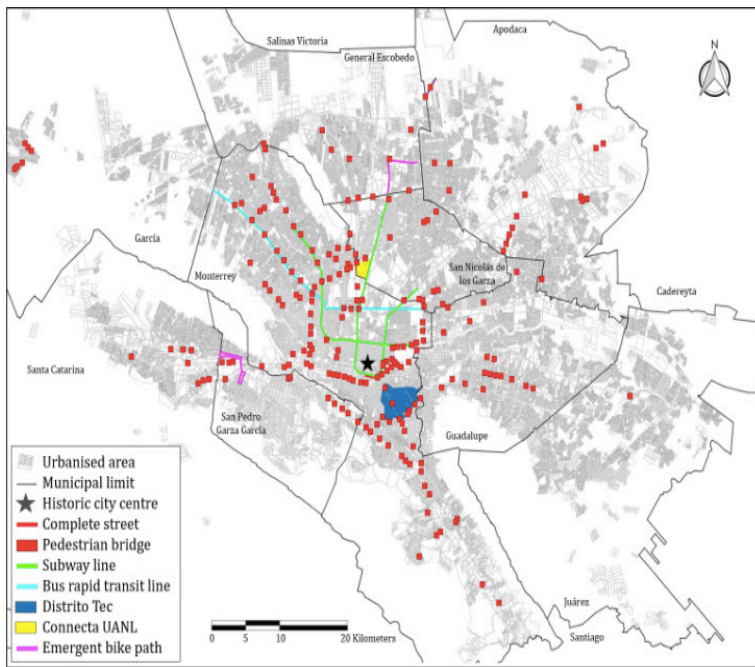 Salinas Victoria
Apodaca
General Escobedo
N
García
San Nicolás de
los Garza
Monterrey
Cadereyta
Santa Catarina
San Pedro
Garza García
Guadalupe
Urbanised area
Municipal limit
Historic city centre
Complete street
Pedestrian bridge
Subway line
Bus rapid transit line
Distrito Tec
Connecta UANL
Emergent bike path
0 5 10 20 Kilometers
Juárez
Santiago